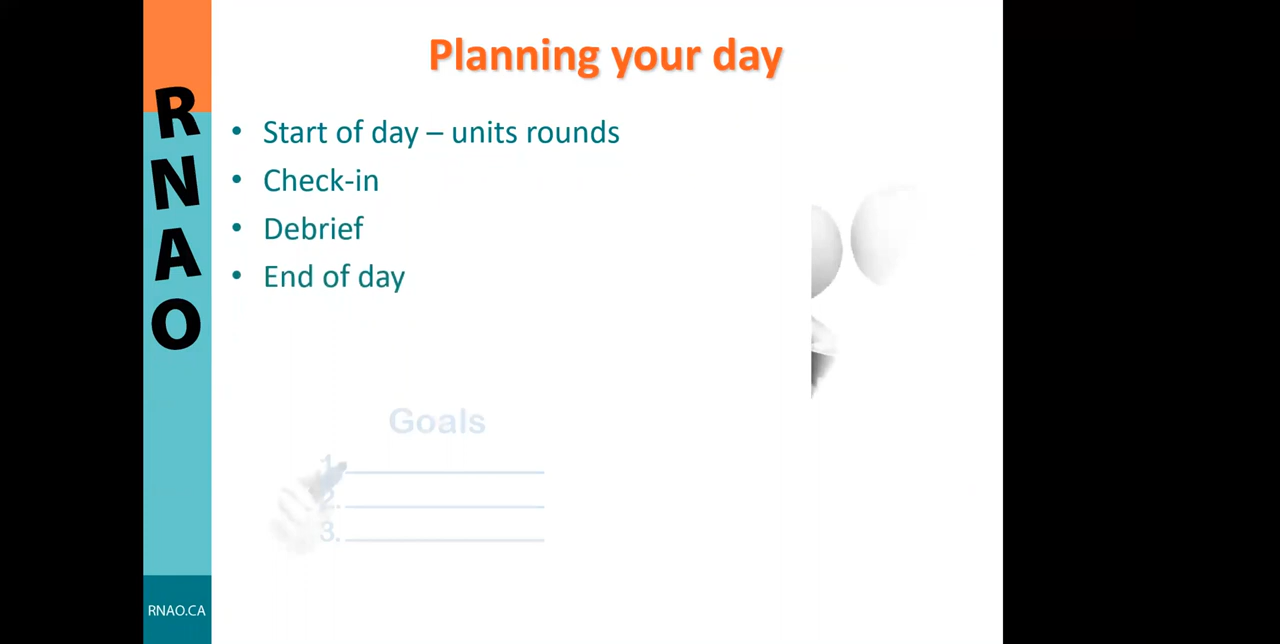 Planning your day
RNAO
• Start of day – units rounds
• Check-in
• Debrief
• End of day
Goals
1.
2.
3.
RNAO.CA